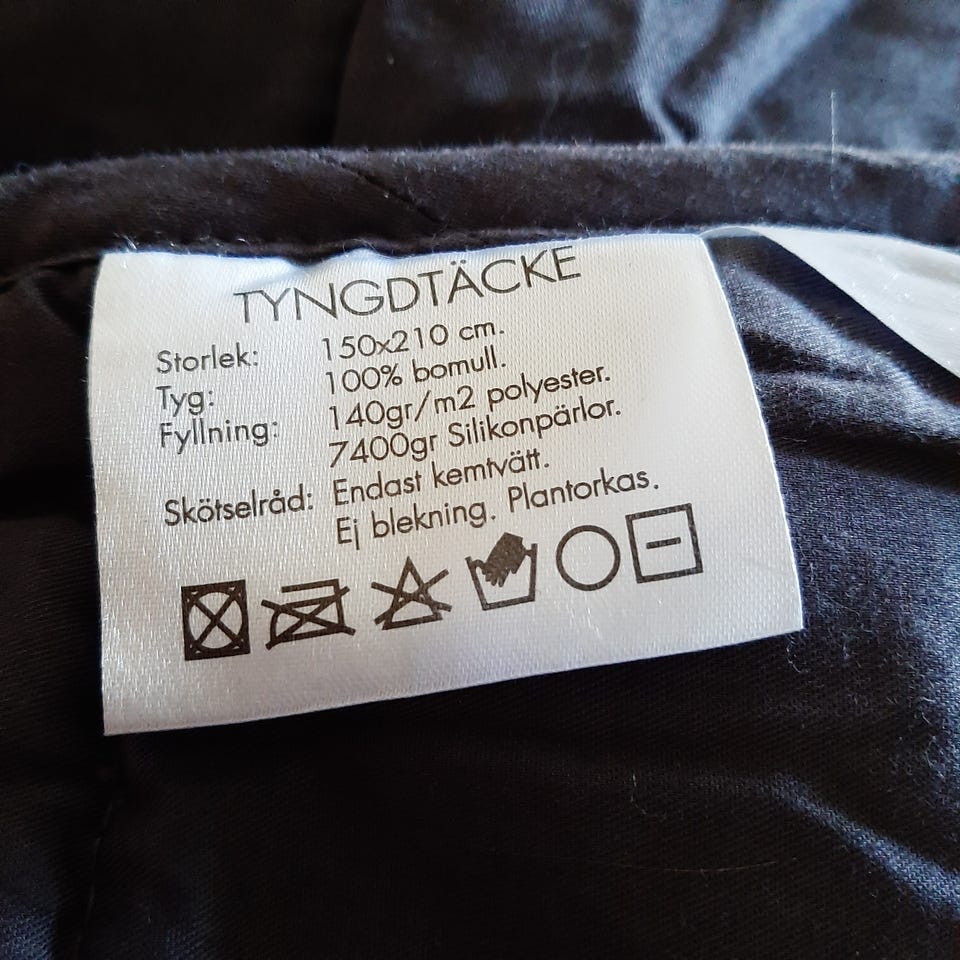 TYNGDTÄCKE
Storlek: 150x210 cm.
Tyg: 100% bomull.
Fyllning: 140gr/m2 polyester.
7400gr Silikonpärlor.
Skötselråd: Endast kemtvätt.
Ej blekning. Plantorkas.